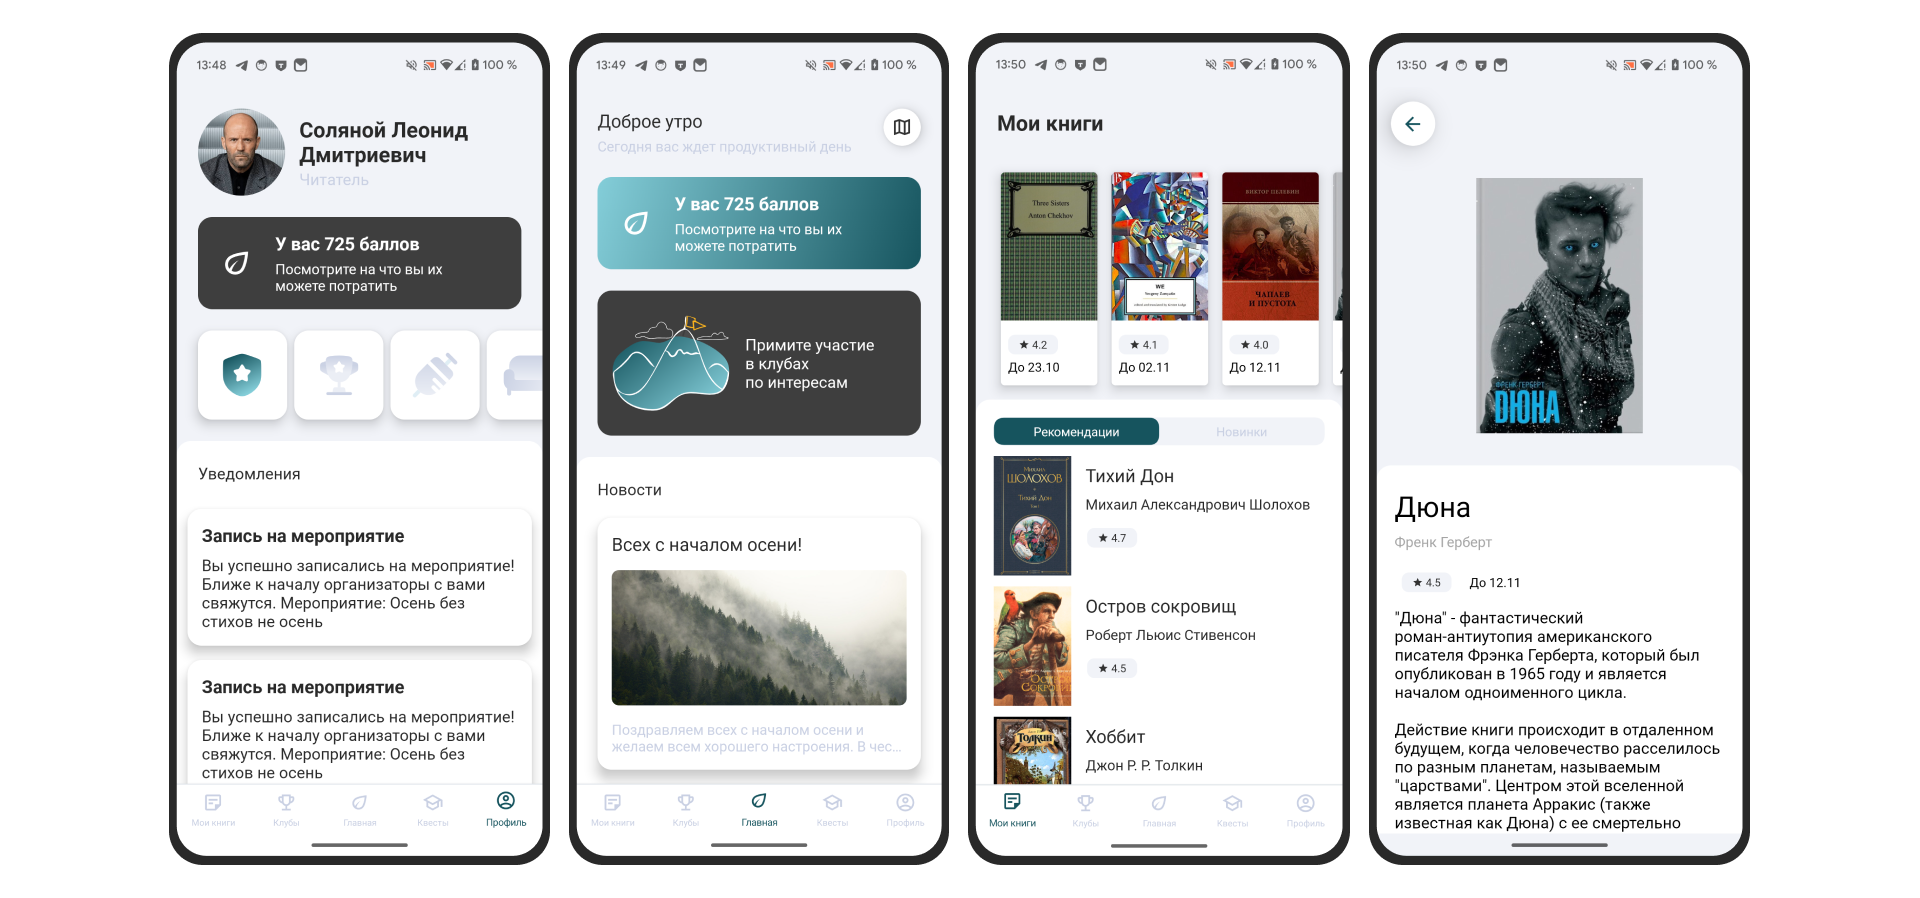 13:48
100 %
Соляной Леонид
Дмитриевич
Читатель
У вас 725 баллов
Посмотрите на что вы их
можете потратить
Уведомления
Запись на мероприятие
Вы успешно записались на мероприятие!
Ближе к началу организаторы с вами
свяжутся. Мероприятие: Осень без
стихов не осень
Запись на мероприятие
Вы успешно записались на мероприятие!
Ближе к началу организаторы с вами
свяжутся. Мероприятие: Осень без
стихов не осень
Мои книги
Клубы
Главная
Квесты
Профиль
13:49
100 %
Доброе утро
Сегодня вас ждет продуктивный день
У вас 725 баллов
Посмотрите на что вы их
можете потратить
Примите участие
в клубах
по интересам
Новости
Всех с началом осени!
Поздравляем всех с началом осени и
желаем всем хорошего настроения. В чес...
Мои книги
Клубы
Главная
Квесты
Профиль
13:50
100 %
Мои книги
Three Sisters
Anton Chekhov
WE
Yevgeny Zamyatin
ВИКТОР ПЕЛЕВИН
ЧАПАЕВ
И ПУСТОТА
4.2
До 23.10
4.1
До 02.11
4.0
До 12.11
Рекомендации
Новинки
Михаил
ШОЛОХОВ
Тихий Дон
Тихий Дон
Михаил Александрович Шолохов
4.7
Остров сокровищ
Роберт Льюис Стивенсон
4.5
Толкин
Хоббит
Джон Р. Р. Толкин
Мои книги
Клубы
Главная
Квесты
Профиль
13:50
100 %
ФРЕНК ГЕРБЕРТ
ДЮНА
Дюна
Френк Герберт
4.5
До 12.11
"Дюна" - фантастический
роман-антиутопия американского
писателя Фрэнка Герберта, который был
опубликован в 1965 году и является
началом одноименного цикла.
Действие книги происходит в отдаленном
будущем, когда человечество расселилось
по разным планетам, называемым
"царствами". Центром этой вселенной
является планета Арракис (также
известная как Дюна) с ее смертельно